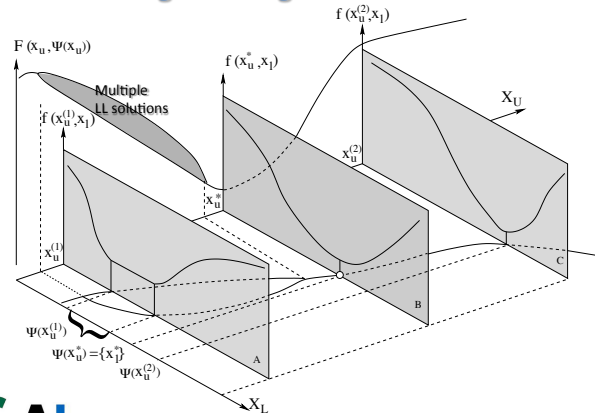 f (x_u^(2),x_l)
F (x_u ,Ψ(x_u))
f (x_u^* ,x_l)
Multiple
LL solutions
X_U
f (x_u^(1),x_l)
x_u^(2)
x_u^*
x_u^(1)
C
B
Ψ(x_u^(1))
Ψ(x_u^*) ={x_l^*}
A
Ψ(x_u^(2))
X_L